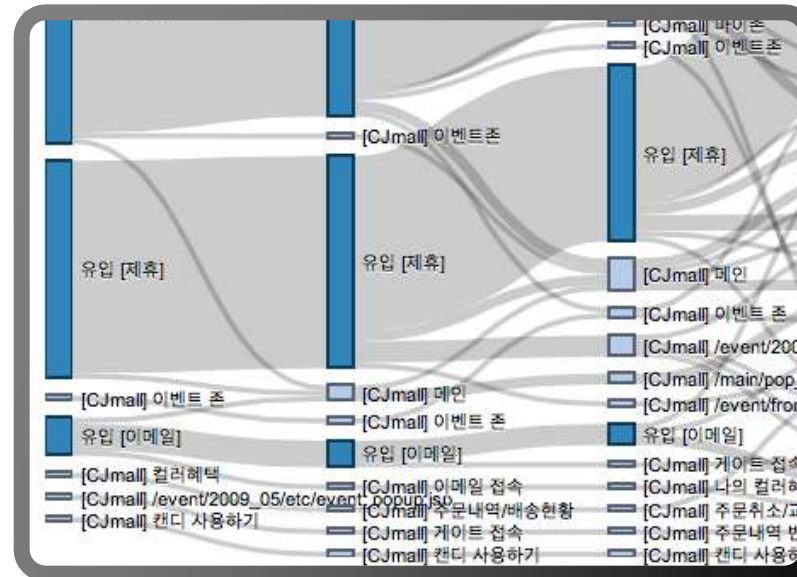 유입 [제휴]
[CJmall] 이벤트 존
유입 [이메일]
[CJmall] 컬러혜택
[CJmall] /event/2009_05/etc/event_popup.jsp
[CJmall] 캔디 사용하기
[CJmall] 이벤트존
유입 [제휴]
[CJmall] 메인
[CJmall] 이벤트 존
유입 [이메일]
[CJmall] 이메일 접속
[CJmall] 주문내역/배송현황
[CJmall] 게이트 접속
[CJmall] 캔디 사용하기
[CJmall] 마이존
[CJmall] 이벤트존
유입 [제휴]
[CJmall] 메인
[CJmall] 이벤트 존
[CJmall] /event/200
[CJmall] /main/pop_
[CJmall] /event/fron
유입 [이메일]
[CJmall] 게이트 접속
[CJmall] 나의 컬러
[CJmall] 주문취소/
[CJmall] 주문내역
[CJmall] 캔디 사용